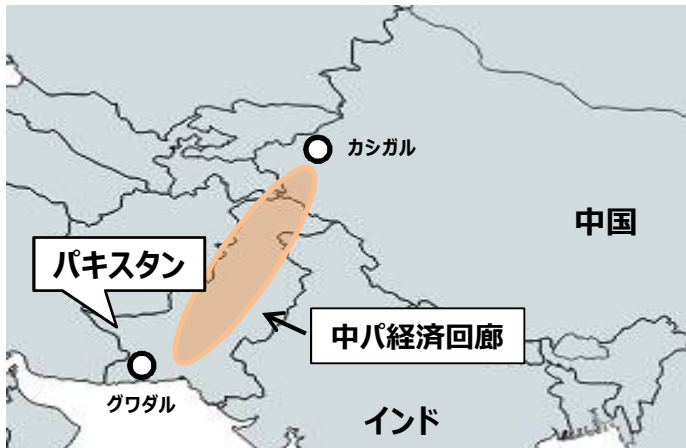 カシガル
中国
パキスタン
中パ経済回廊
グワダル
インド